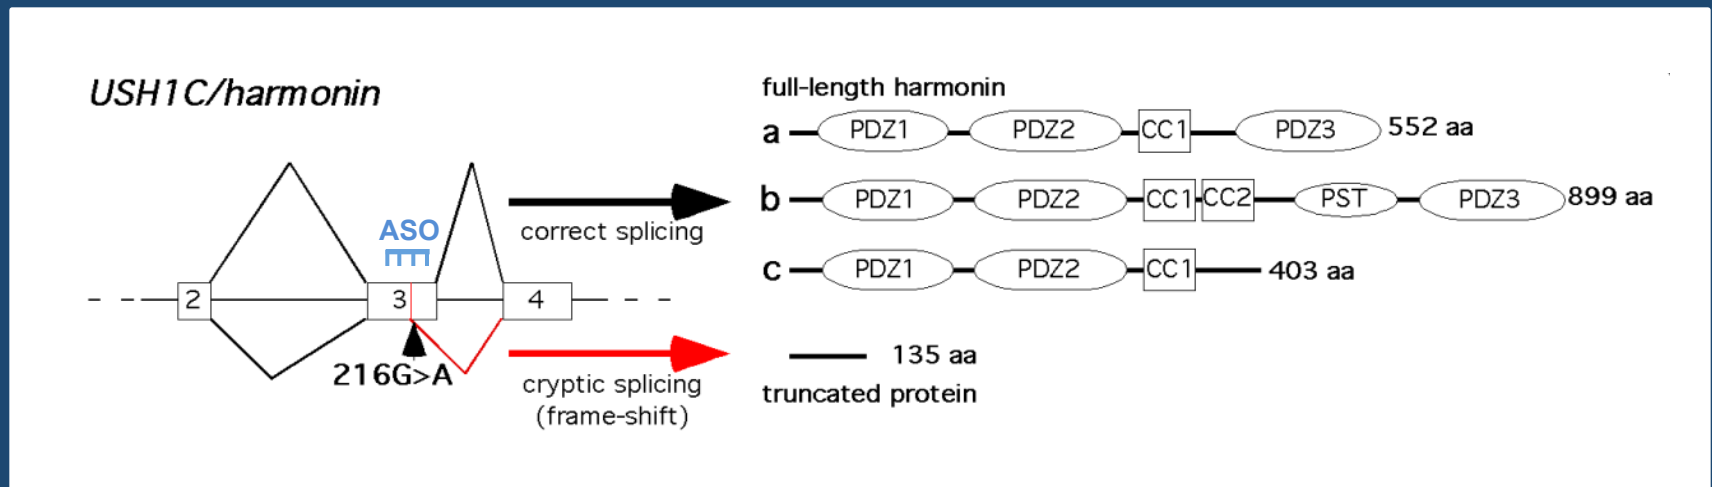 USH1C/harmonin
ASO
2
3
4
216G>A
correct splicing
cryptic splicing
(frame-shift)
full-length harmonin
a PDZ1 PDZ2 CC1 PDZ3 552 aa
b PDZ1 PDZ2 CC1 CC2 PST PDZ3 899 aa
c PDZ1 PDZ2 CC1 403 aa
135 aa
truncated protein